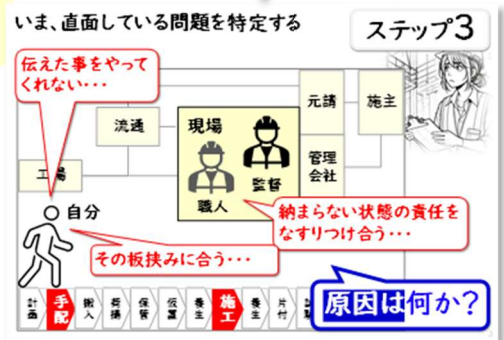 いま、直面している問題を特定する
ステップ3
伝えた事をやって
くれない・・・
流通
現場
元請
施主
工場
職人
監督
管理
会社
自分
納まらない状態の責任を
なすりつけ合う・・・
その板挟みに合う・・・
原因は何か?
計画
手配
搬入
荷揚
保管
仮置
養生
施工
養生
片付